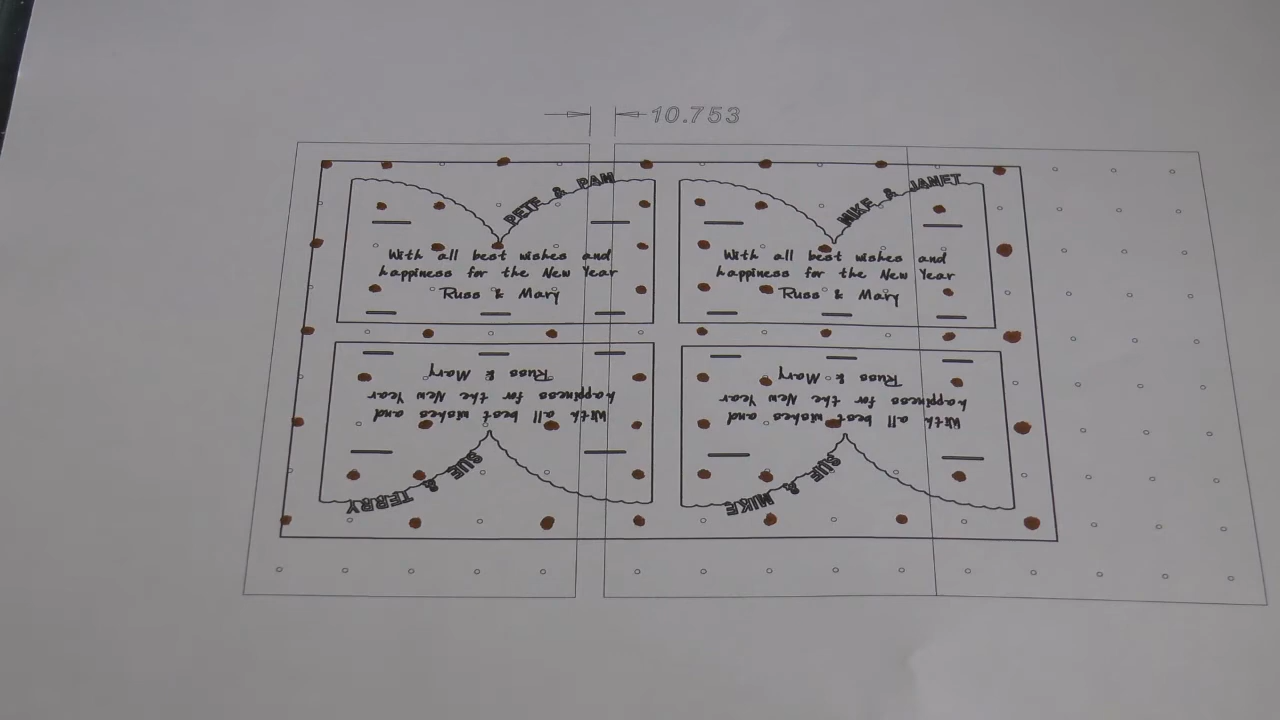 10.753
PETE & PAM
With all best wishes and
happiness for the New Year
Russ & Mary
MIKE & JANET
With all best wishes and
happiness for the New Year
Russ & Mary
SUE & TERRY
With all best wishes and
happiness for the New Year
Russ & Mary
SUE & MIKE
With all best wishes and
happiness for the New Year
Russ & Mary